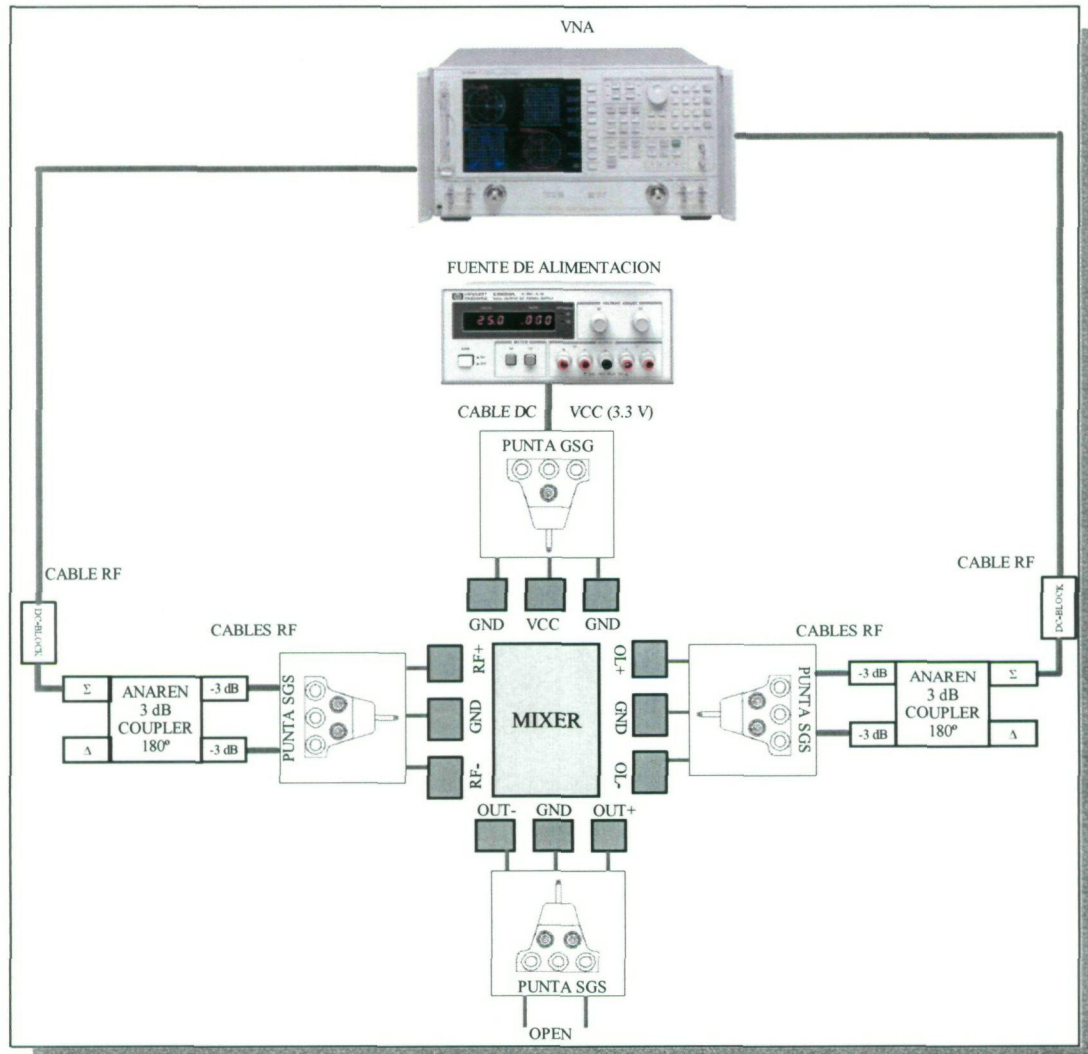 VNA
FUENTE DE ALIMENTACION
25.0 .000
CABLE DC
VCC (3.3 V)
PUNTA GSG
CABLE RF
CABLE RF
DC-BLOCK
DC-BLOCK
GND
VCC
GND
CABLES RF
CABLES RF
Σ
ANAREN
3 dB
COUPLER
180º
-3 dB
Δ
-3 dB
PUNTA SGS
RF+
GND
RF-
MIXER
OL+
GND
OL-
PUNTA SGS
-3 dB
ANAREN
3 dB
COUPLER
180º
Σ
-3 dB
Δ
OUT-
GND
OUT+
PUNTA SGS
OPEN